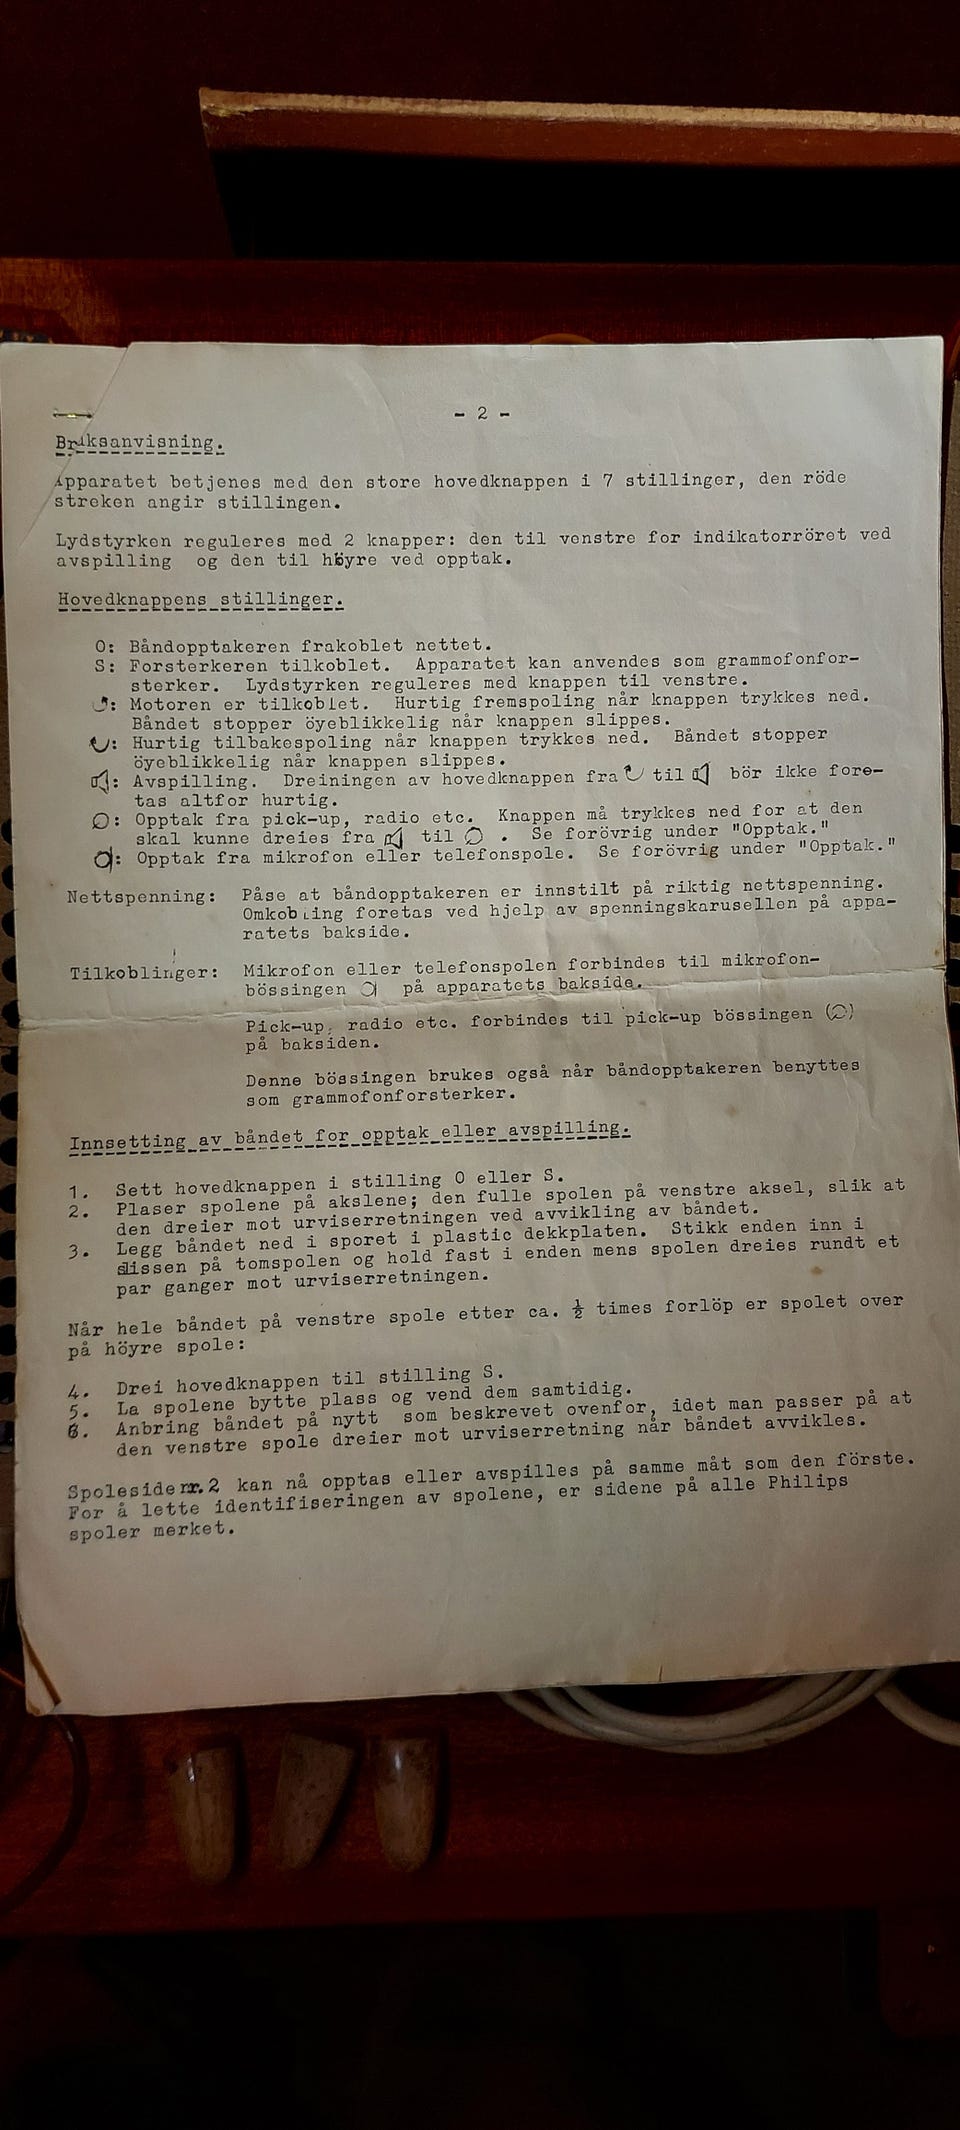 - 2 -
Bruksanvisning.
Apparatet betjenes med den store hovedknappen i 7 stillinger, den röde
streken angir stillingen.
Lydstyrken reguleres med 2 knapper: den til venstre for indikatorröret ved
avspilling og den til höyre ved opptak.
Hovedknappens stillinger.
O: Båndopptakeren frakoblet nettet.
S: Forsterkeren tilkoblet. Apparatet kan anvendes som grammofonfor-
sterker. Lydstyrken reguleres med knappen til venstre.
: Motoren er tilkoblet. Hurtig fremspoling når knappen trykkes ned.
Båndet stopper öyeblikkelig når knappen slippes.
: Hurtig tilbakespoling når knappen trykkes ned. Båndet stopper
öyeblikkelig når knappen slippes.
: Avspilling. Dreiningen av hovedknappen fra til bör ikke fore-
tas altfor hurtig.
: Opptak fra pick-up, radio etc. Knappen må trykkes ned for at den
skal kunne dreies fra til . Se forövrig under "Opptak."
: Opptak fra mikrofon eller telefonspole. Se forövrig under "Opptak."
Nettspenning: Påse at båndopptakeren er innstilt på riktig nettspenning.
Omkobling foretas ved hjelp av spenningskarusellen på appa-
ratets bakside.
Tilkoblinger: Mikrofon eller telefonspolen forbindes til mikrofon-
bössingen på apparatets bakside.
Pick-up, radio etc. forbindes til pick-up bössingen ( )
på baksiden.
Denne bössingen brukes også når båndopptakeren benyttes
som grammofonforsterker.
Innsetting av båndet for opptak eller avspilling.
1. Sett hovedknappen i stilling O eller S.
2. Plaser spolene på akslene; den fulle spolen på venstre aksel, slik at
den dreier mot urviserretningen ved avvikling av båndet.
3. Legg båndet ned i sporet i plastic dekkplaten. Stikk enden inn i
slissen på tomspolen og hold fast i enden mens spolen dreies rundt et
par ganger mot urviserretningen.
Når hele båndet på venstre spole etter ca. ½ times forlöp er spolet over
på höyre spole:
4. Drei hovedknappen til stilling S.
5. La spolene bytte plass og vend dem samtidig.
6. Anbring båndet på nytt som beskrevet ovenfor, idet man passer på at
den venstre spole dreier mot urviserretning når båndet avvikles.
Spoleside nr. 2 kan nå opptas eller avspilles på samme måt som den förste.
For å lette identifiseringen av spolene, er sidene på alle Philips
spoler merket.